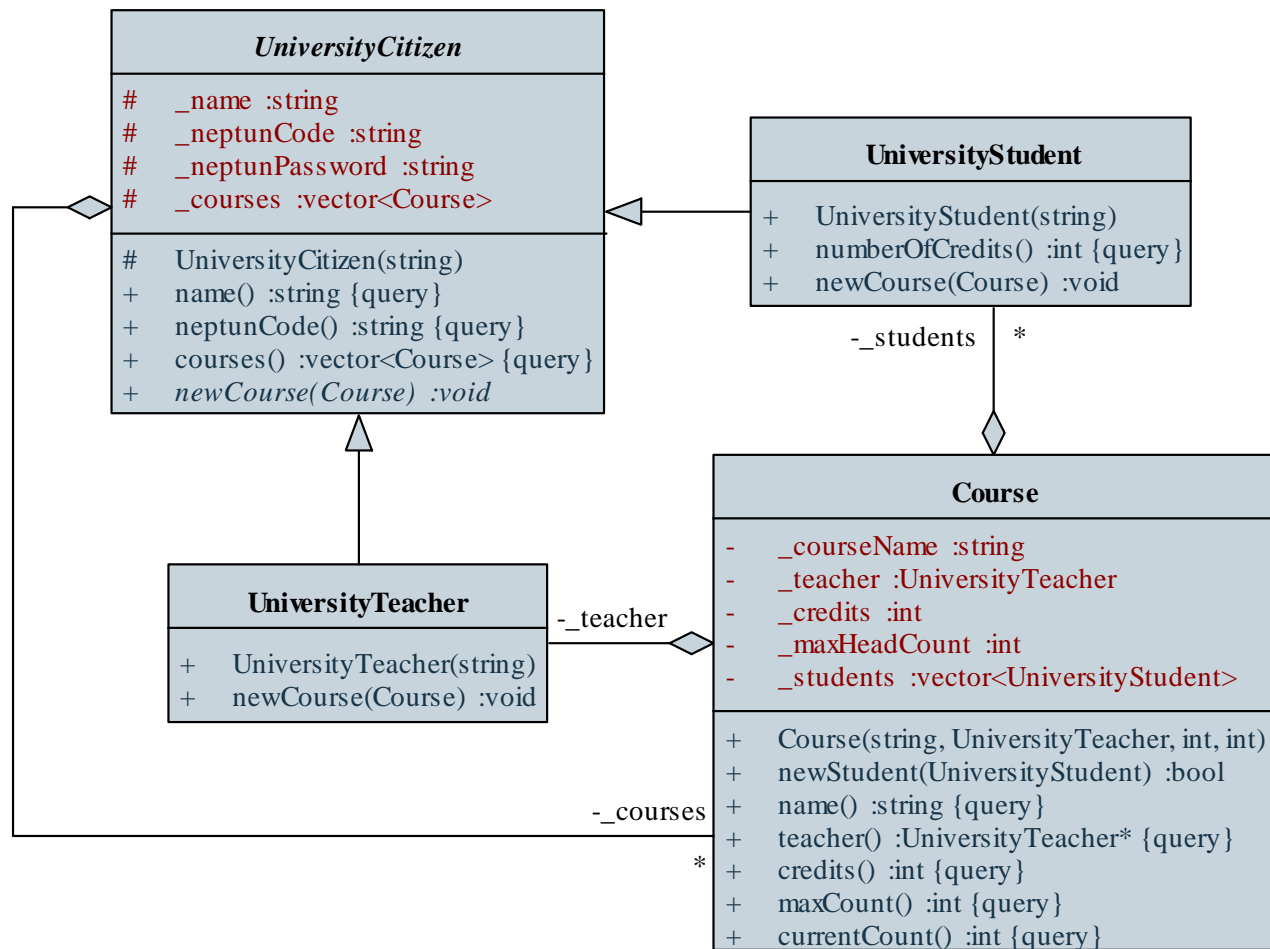 UniversityCitizen
# _name :string
# _neptunCode :string
# _neptunPassword :string
# _courses :vector<Course>
# UniversityCitizen(string)
+ name() :string {query}
+ neptunCode() :string {query}
+ courses() :vector<Course> {query}
+ newCourse(Course) :void
UniversityStudent
+ UniversityStudent(string)
+ numberOfCredits() :int {query}
+ newCourse(Course) :void
-_students *
UniversityTeacher
+ UniversityTeacher(string)
+ newCourse(Course) :void
-_teacher
Course
- _courseName :string
- _teacher :UniversityTeacher
- _credits :int
- _maxHeadCount :int
- _students :vector<UniversityStudent>
+ Course(string, UniversityTeacher, int, int)
+ newStudent(UniversityStudent) :bool
+ name() :string {query}
+ teacher() :UniversityTeacher* {query}
+ credits() :int {query}
+ maxCount() :int {query}
+ currentCount() :int {query}
-_courses
*